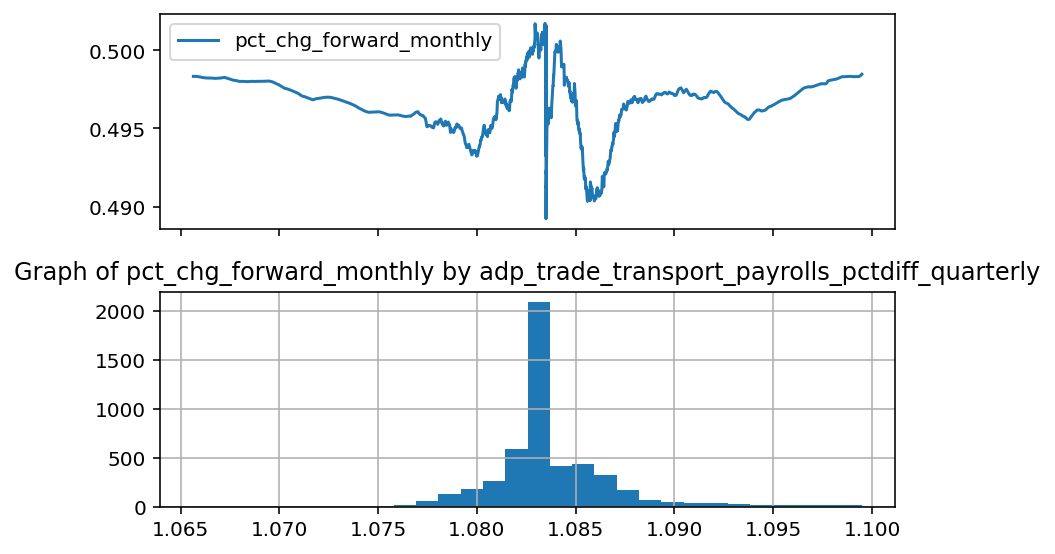 pct_chg_forward_monthly
0.500
0.495
0.490
Graph of pct_chg_forward_monthly by adp_trade_transport_payrolls_pctdiff_quarterly
2000
1500
1000
500
0
1.065 1.070 1.075 1.080 1.085 1.090 1.095 1.100